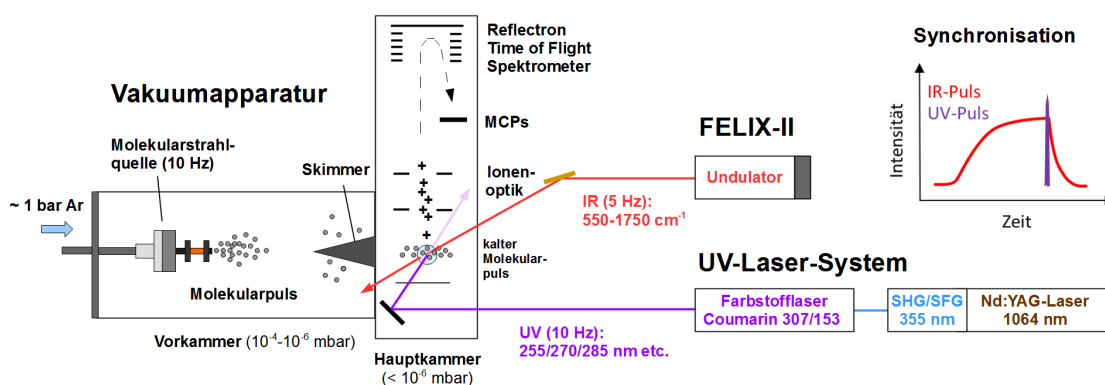 Vakuumapparatur
Molekularstrahl-
quelle (10 Hz)
~ 1 bar Ar
Molekularpuls
Skimmer
Vorkammer (10⁻⁴-10⁻⁶ mbar)
Reflectron
Time of Flight
Spektrometer
MCPs
Ionen-
optik
kalter
Molekular-
puls
Hauptkammer
(< 10⁻⁶ mbar)
FELIX-II
Undulator
IR (5 Hz):
550-1750 cm⁻¹
UV-Laser-System
Farbstofflaser
Coumarin 307/153
SHG/SFG
355 nm
Nd:YAG-Laser
1064 nm
UV (10 Hz):
255/270/285 nm etc.
Synchronisation
IR-Puls
UV-Puls
Intensität
Zeit